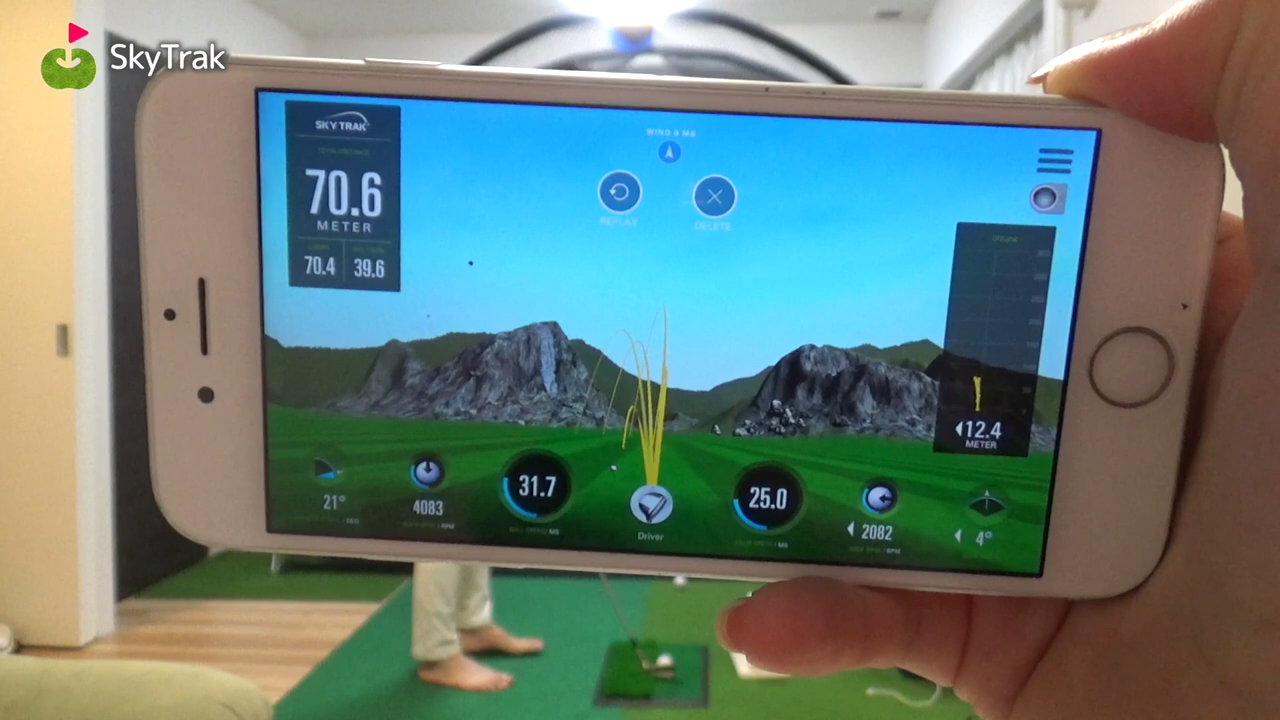 SkyTrak
SKYTRAK
70.6
METER
70.4 39.6
WIND 6 MS
REPLAY
DELETE
OFFLINE
12.4
METER
21°
4083
31.7
Driver
25.0
2082
4°